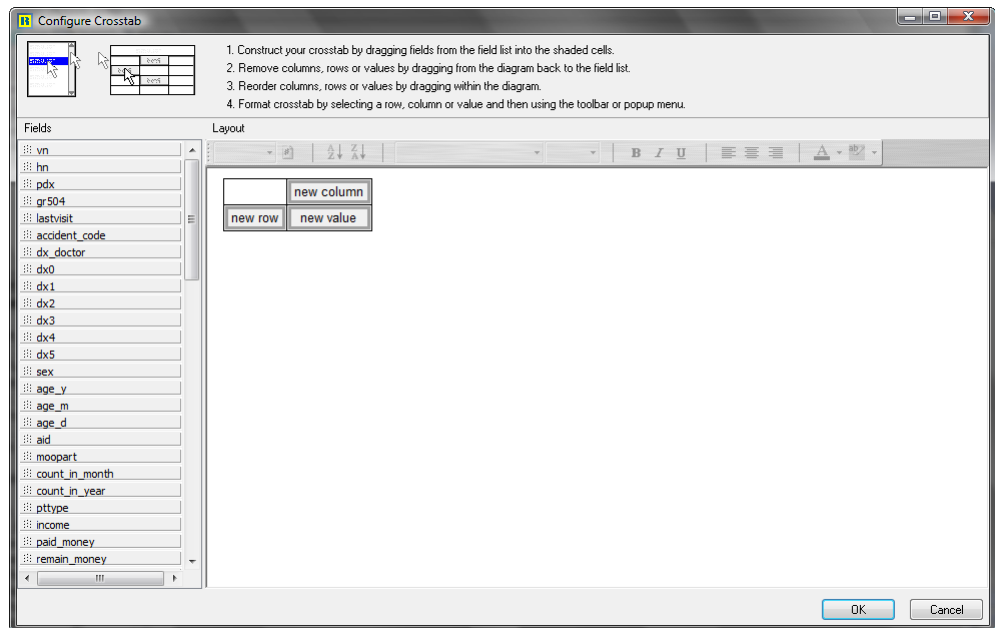 Configure Crosstab
1. Construct your crosstab by dragging fields from the field list into the shaded cells.
2. Remove columns, rows or values by dragging from the diagram back to the field list.
3. Reorder columns, rows or values by dragging within the diagram.
4. Format crosstab by selecting a row, column or value and then using the toolbar or popup menu.
Fields
Layout
B I U A
vn
hn
pdx
gr504
lastvisit
accident_code
dx_doctor
dx0
dx1
dx2
dx3
dx4
dx5
sex
age_y
age_m
age_d
aid
moopart
count_in_month
count_in_year
pttype
income
paid_money
remain_money
new column
new row new value
OK Cancel